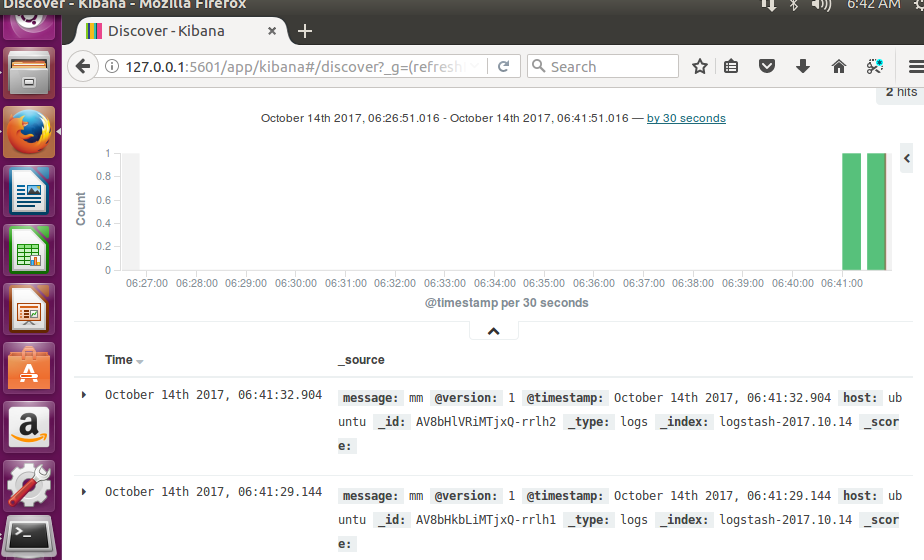 Discover - Kibana - Mozilla Firefox
6:42 AM
Discover - Kibana
127.0.0.1:5601/app/kibana#/discover?_g=(refresh
Search
2 hits
October 14th 2017, 06:26:51.016 - October 14th 2017, 06:41:51.016 — by 30 seconds
1
0.8
0.6
0.4
0.2
0
Count
06:27:00 06:28:00 06:29:00 06:30:00 06:31:00 06:32:00 06:33:00 06:34:00 06:35:00 06:36:00 06:37:00 06:38:00 06:39:00 06:40:00 06:41:00
@timestamp per 30 seconds
Time _source
October 14th 2017, 06:41:32.904 message: mm @version: 1 @timestamp: October 14th 2017, 06:41:32.904 host: ub
untu _id: AV8bHlVRiMTjxQ-rrlh2 _type: logs _index: logstash-2017.10.14 _scor
e:
October 14th 2017, 06:41:29.144 message: mm @version: 1 @timestamp: October 14th 2017, 06:41:29.144 host: ub
untu _id: AV8bHkbLiMTjxQ-rrlh1 _type: logs _index: logstash-2017.10.14 _scor
e: